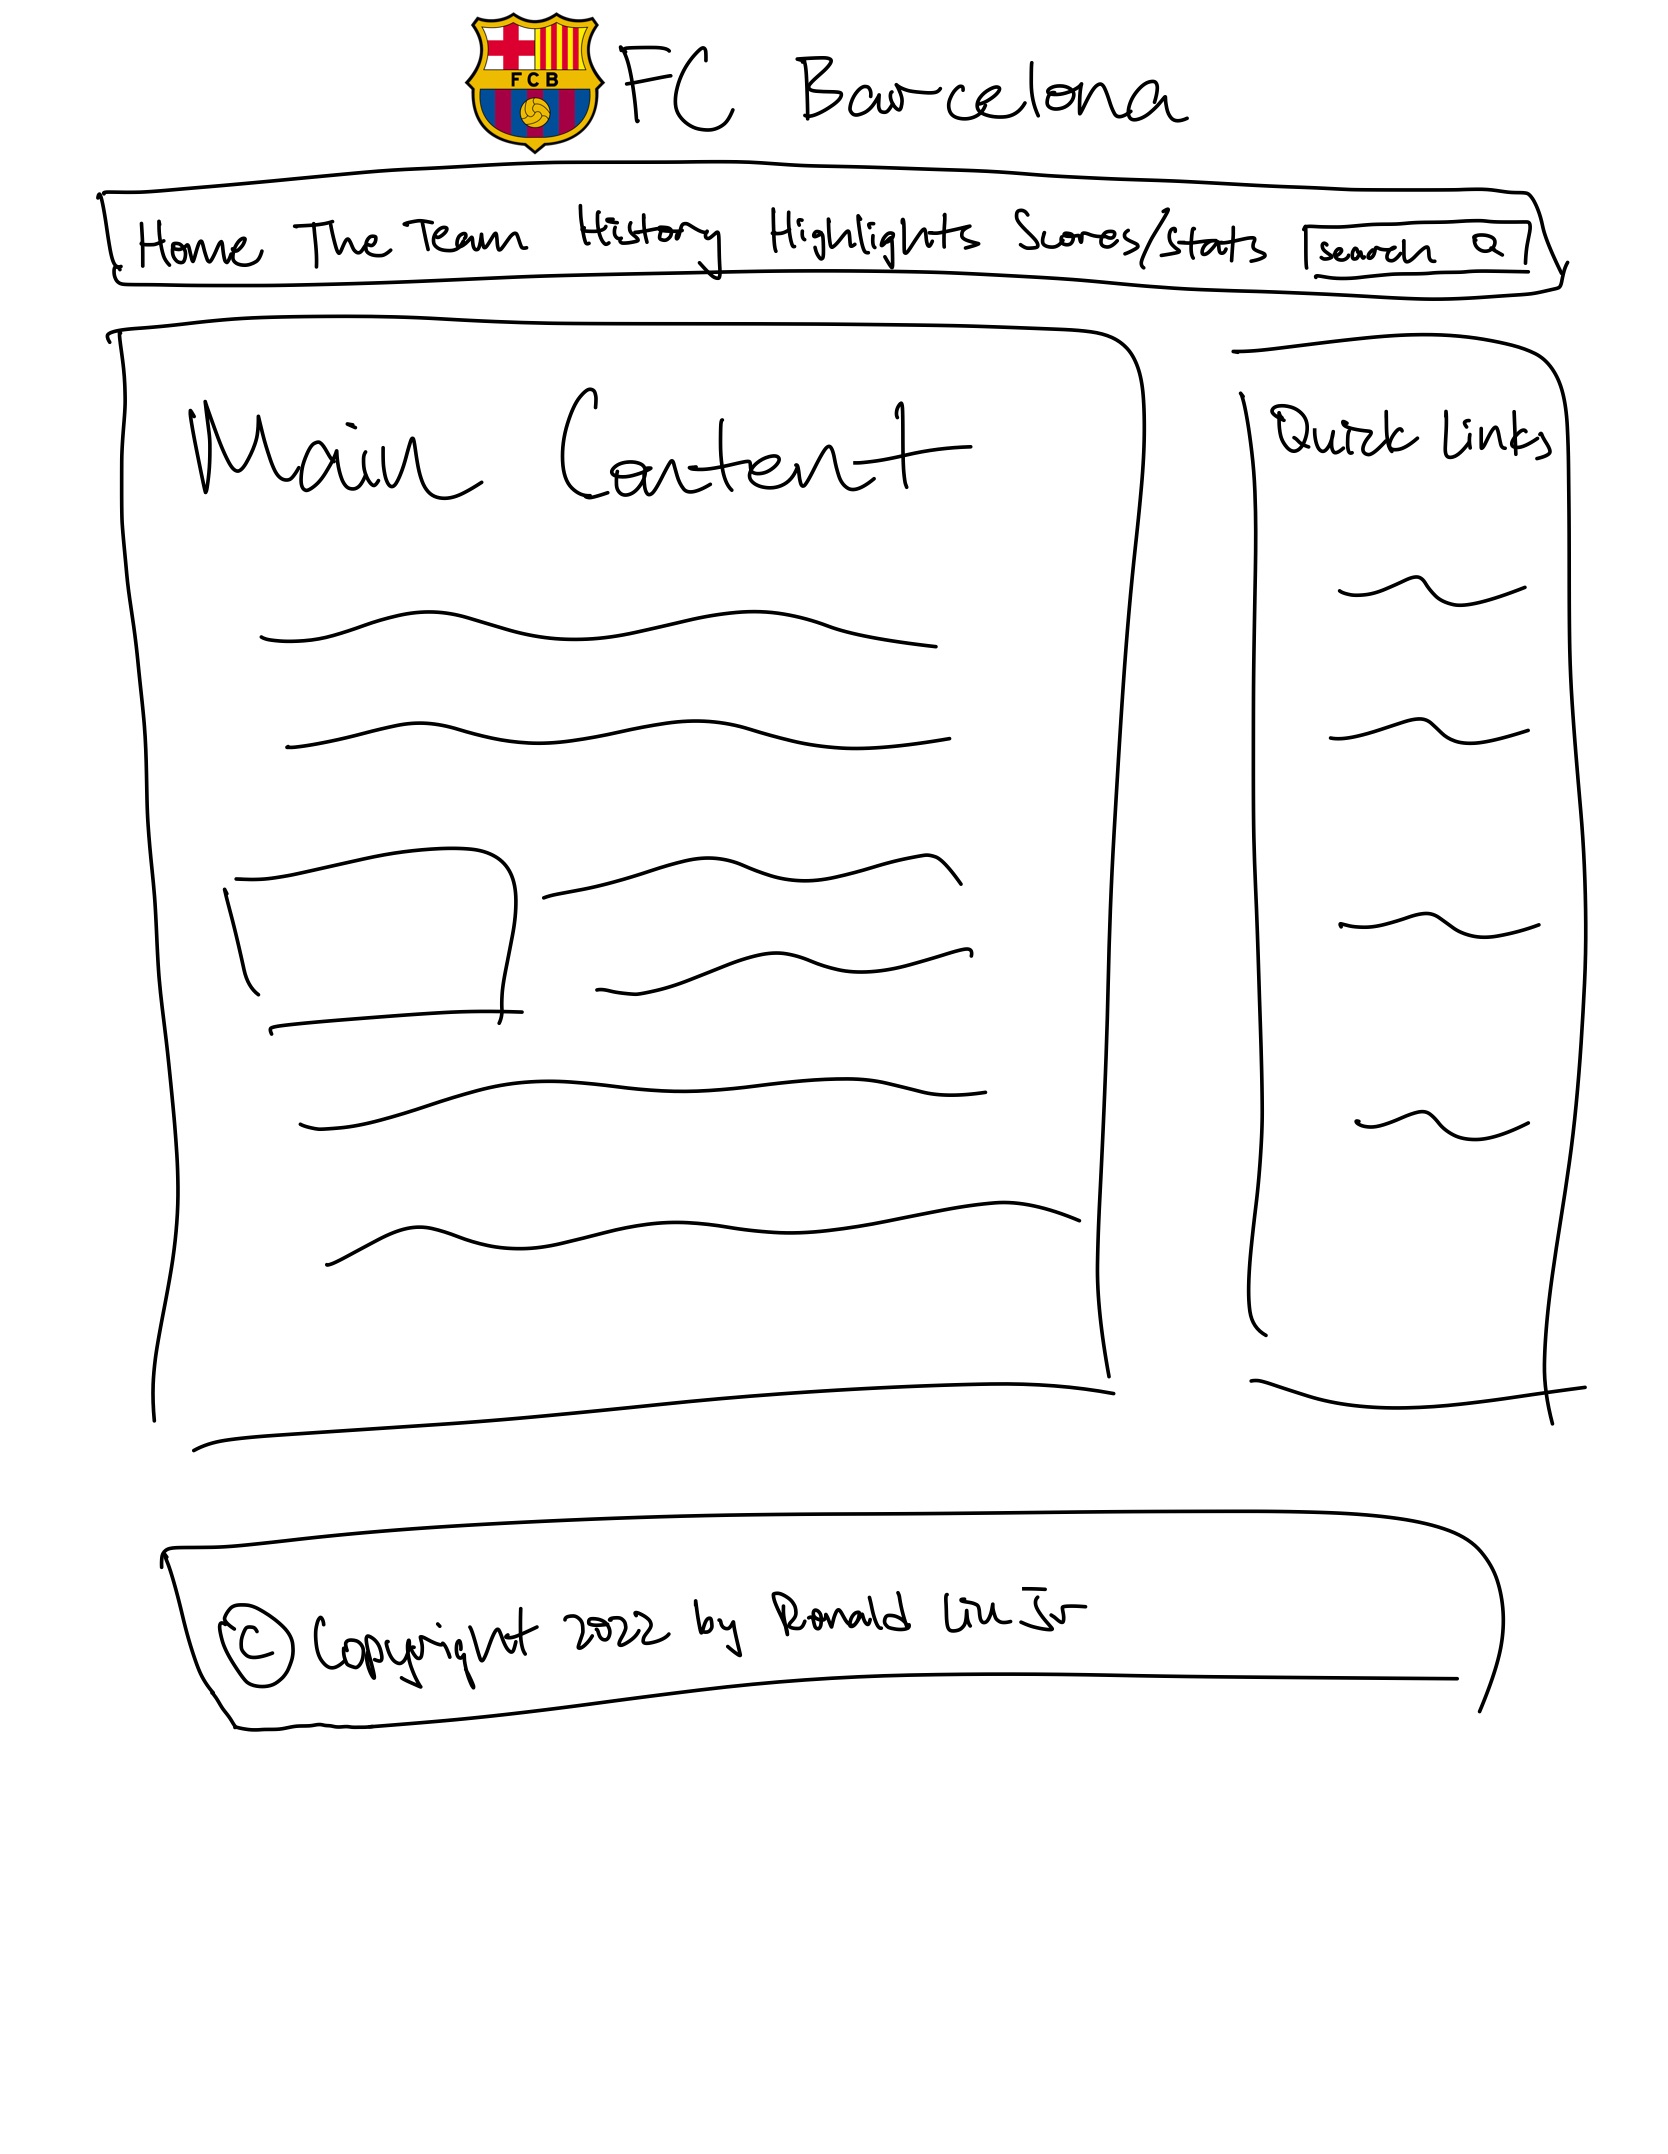 FCB
FC Barcelona
Home The Team History Highlights Scores/stats search
Main Content
Quick Links
© Copyright 2022 by Ronald Liu Jr